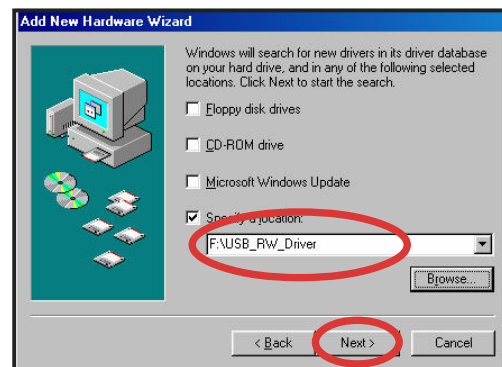 Add New Hardware Wizard
Windows will search for new drivers in its driver database
on your hard drive, and in any of the following selected
locations. Click Next to start the search.
Floppy disk drives
CD-ROM drive
Microsoft Windows Update
Specify a location:
F:\USB_RW_Driver
Browse...
< Back Next > Cancel